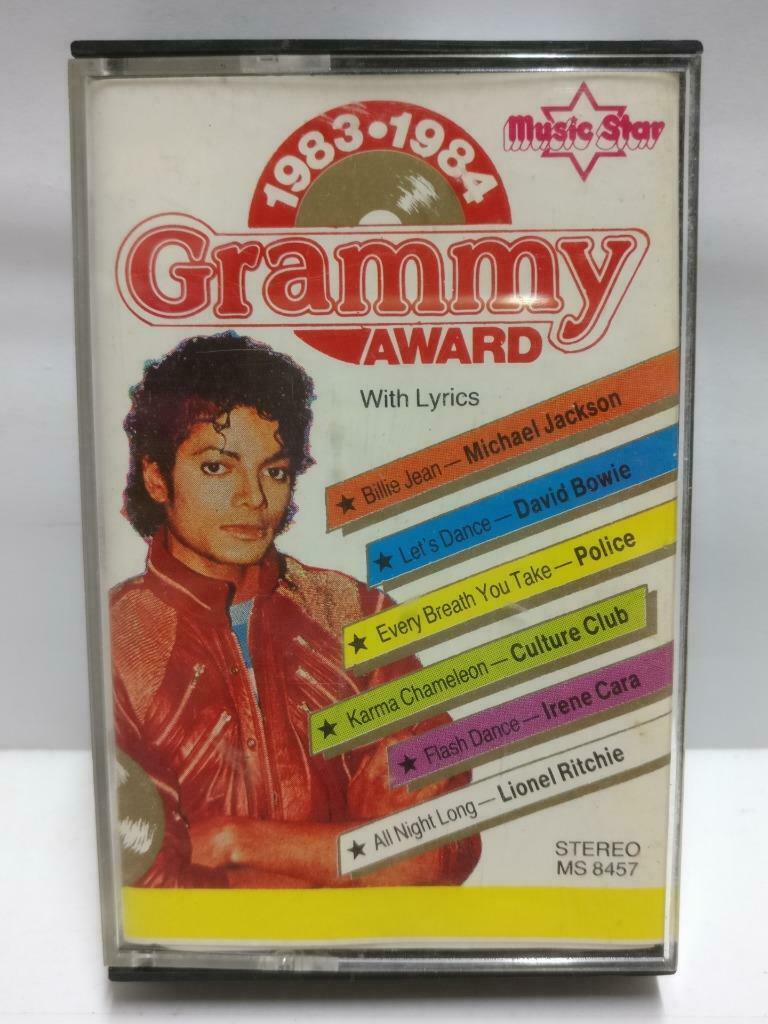 1983•1984
Music Star
Grammy
AWARD
With Lyrics
★ Billie Jean — Michael Jackson
★ Let's Dance — David Bowie
★ Every Breath You Take — Police
★ Karma Chameleon — Culture Club
★ Flash Dance — Irene Cara
★ All Night Long — Lionel Ritchie
STEREO
MS 8457